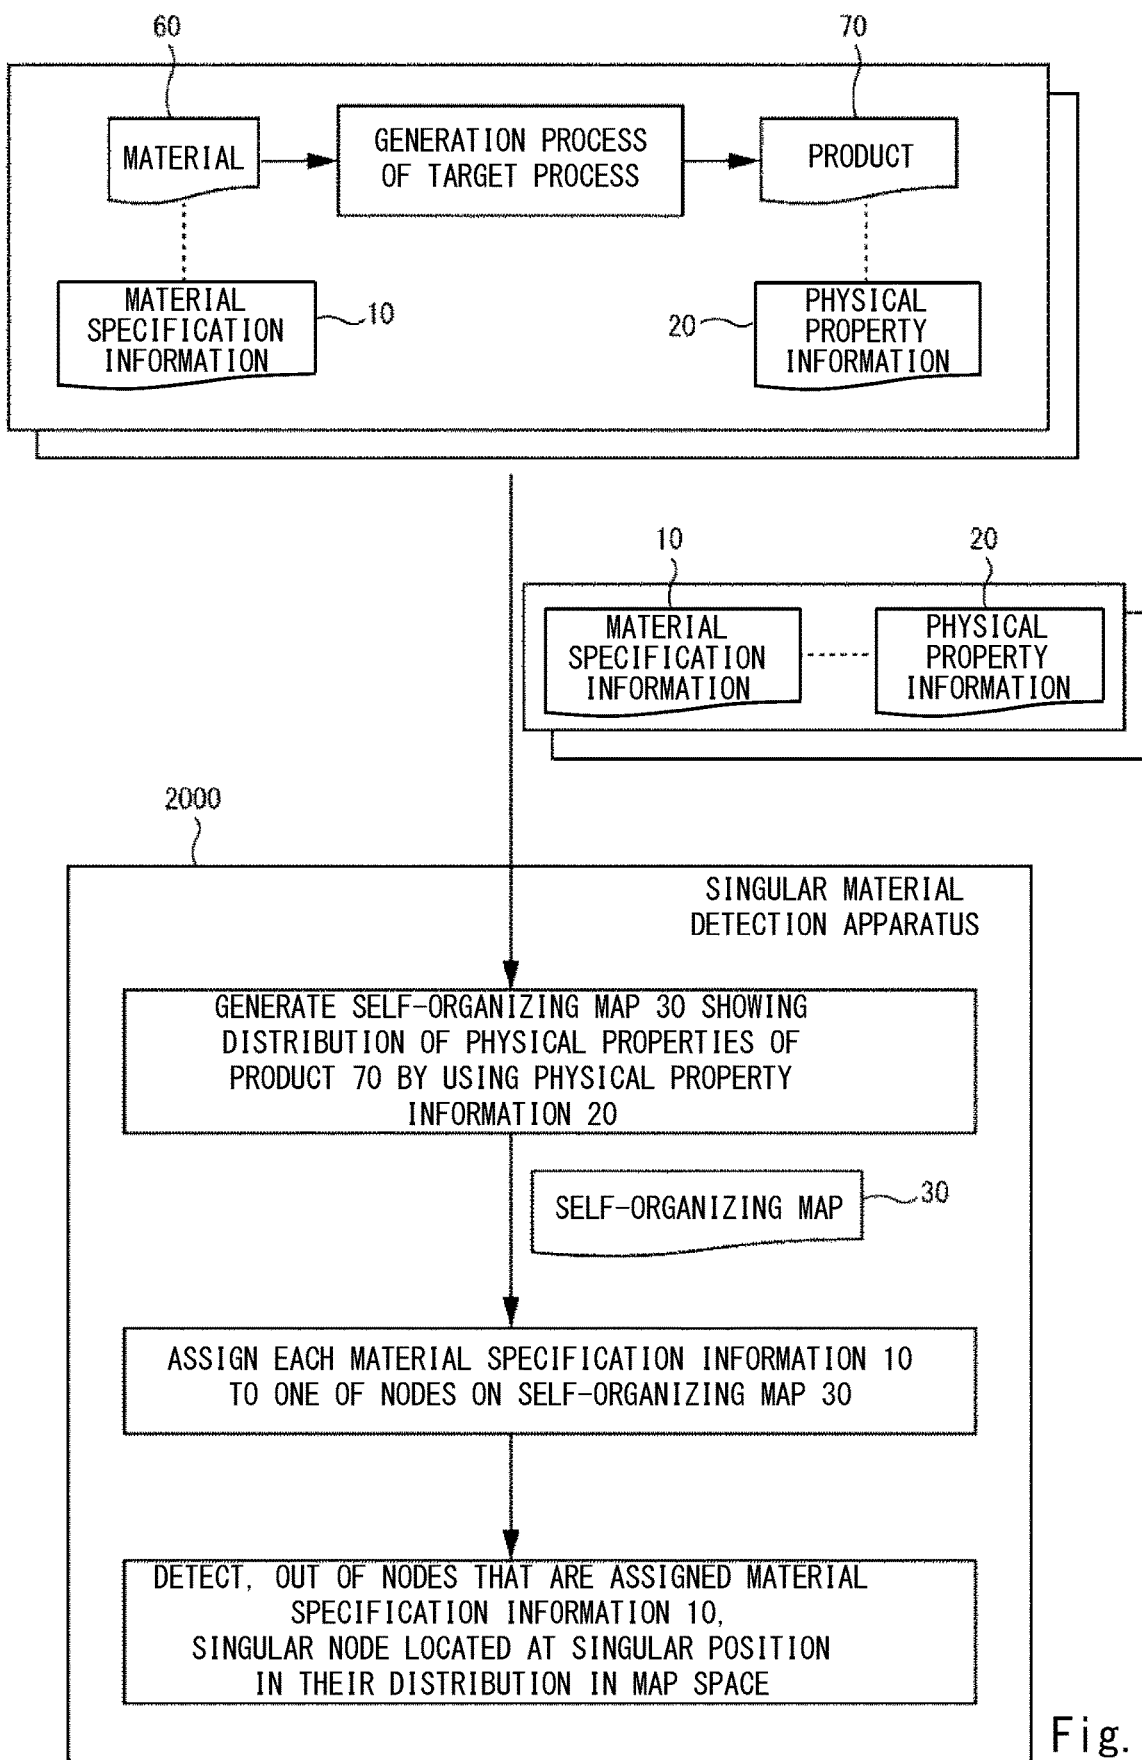 60
70
MATERIAL
GENERATION PROCESS
OF TARGET PROCESS
PRODUCT
MATERIAL
SPECIFICATION
INFORMATION
10
20
PHYSICAL
PROPERTY
INFORMATION
10
20
MATERIAL
SPECIFICATION
INFORMATION
PHYSICAL
PROPERTY
INFORMATION
2000
SINGULAR MATERIAL
DETECTION APPARATUS
GENERATE SELF-ORGANIZING MAP 30 SHOWING
DISTRIBUTION OF PHYSICAL PROPERTIES OF
PRODUCT 70 BY USING PHYSICAL PROPERTY
INFORMATION 20
SELF-ORGANIZING MAP
30
ASSIGN EACH MATERIAL SPECIFICATION INFORMATION 10
TO ONE OF NODES ON SELF-ORGANIZING MAP 30
DETECT, OUT OF NODES THAT ARE ASSIGNED MATERIAL
SPECIFICATION INFORMATION 10,
SINGULAR NODE LOCATED AT SINGULAR POSITION
IN THEIR DISTRIBUTION IN MAP SPACE
Fig.